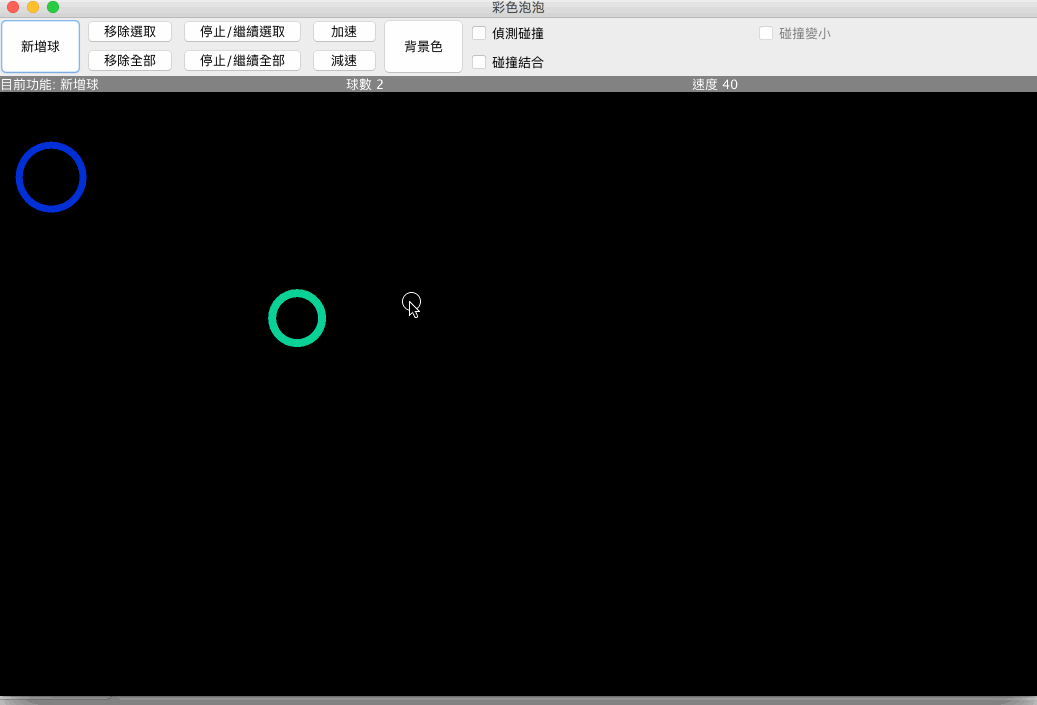 彩色泡泡
新增球
移除選取
停止/繼續選取
加速
背景色
偵測碰撞
碰撞變小
移除全部
停止/繼續全部
減速
碰撞結合
目前功能: 新增球
球數 2
速度 40